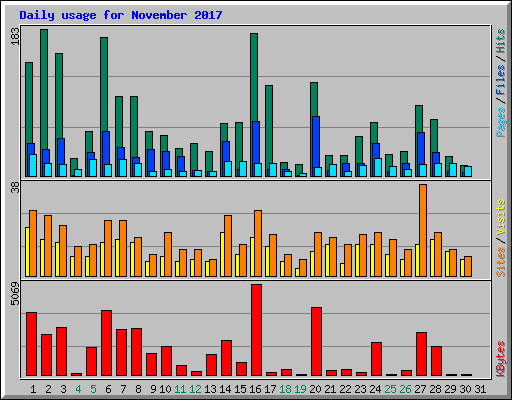 Daily usage for November 2017
183
Pages / Files / Hits
38
Sites / Visits
5069
KBytes
1 2 3 4 5 6 7 8 9 10 11 12 13 14 15 16 17 18 19 20 21 22 23 24 25 26 27 28 29 30 31